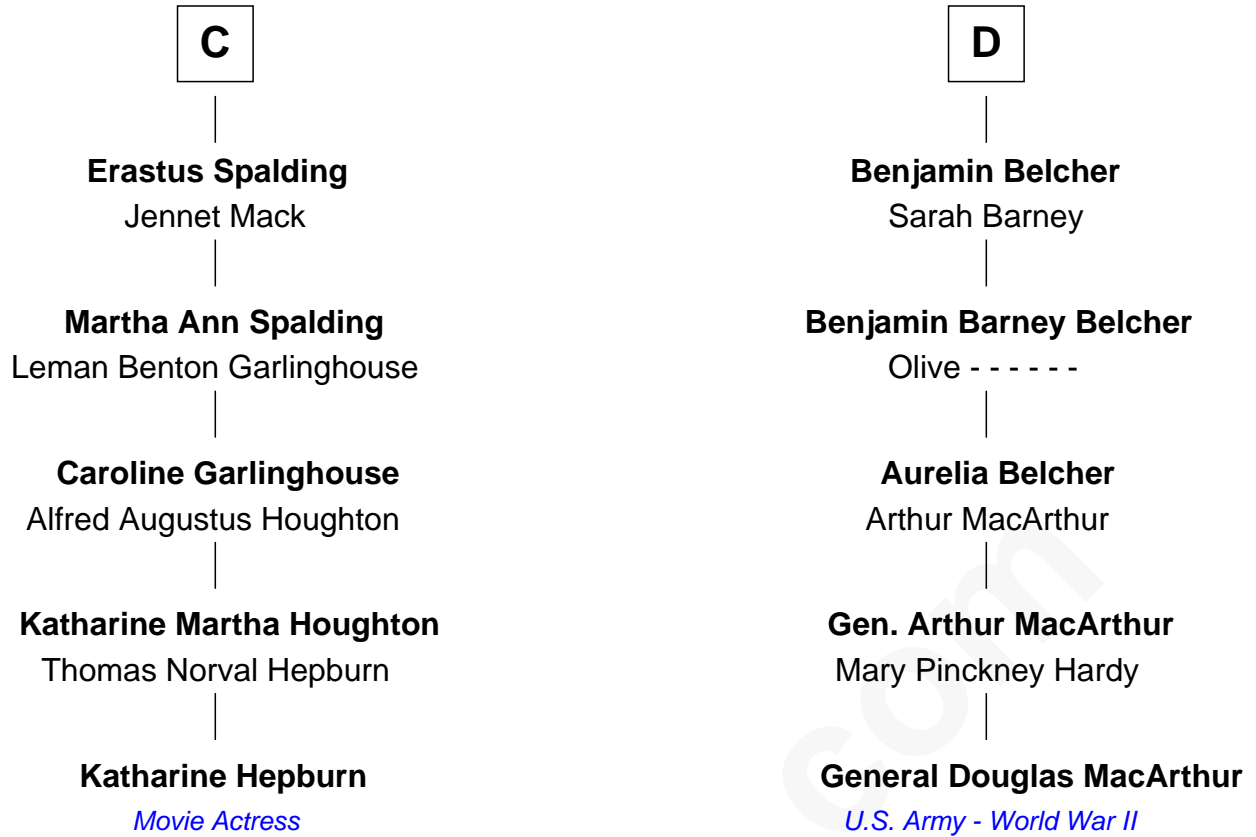 C
Erastus Spalding
Jennet Mack
Martha Ann Spalding
Leman Benton Garlinghouse
Caroline Garlinghouse
Alfred Augustus Houghton
Katharine Martha Houghton
Thomas Norval Hepburn
Katharine Hepburn
Movie Actress
D
Benjamin Belcher
Sarah Barney
Benjamin Barney Belcher
Olive - - - - - -
Aurelia Belcher
Arthur MacArthur
Gen. Arthur MacArthur
Mary Pinckney Hardy
General Douglas MacArthur
U.S. Army - World War II
com